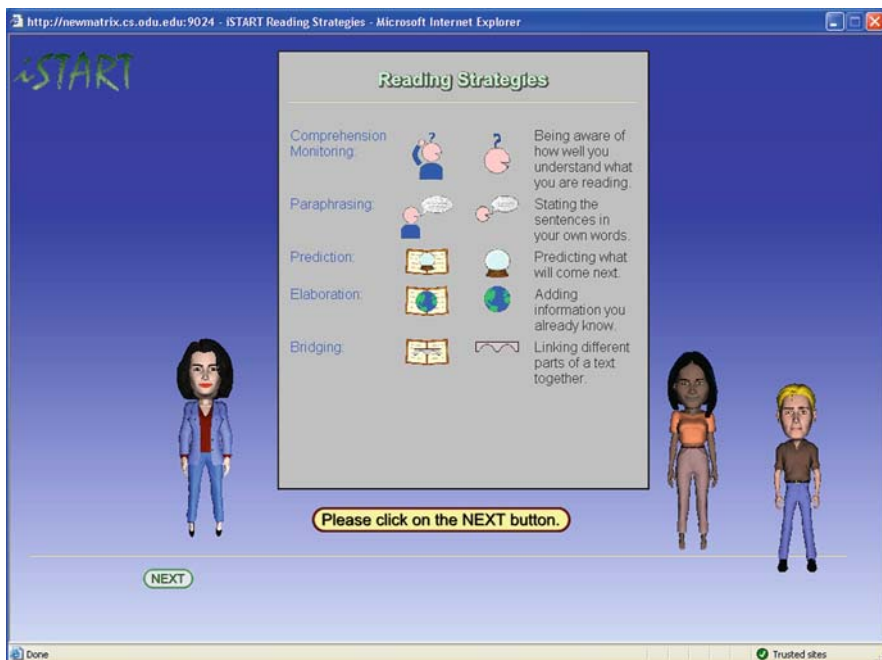 http://newmatrix.cs.odu.edu:9024 - iSTART Reading Strategies - Microsoft Internet Explorer
iSTART
Reading Strategies
Comprehension
Monitoring:
?
?
Being aware of
how well you
understand what
you are reading.
Paraphrasing:
Stating the
sentences in
your own words.
Prediction:
Predicting what
will come next.
Elaboration:
Adding
information you
already know.
Bridging:
Linking different
parts of a text
together.
Please click on the NEXT button.
NEXT
Done
Trusted sites